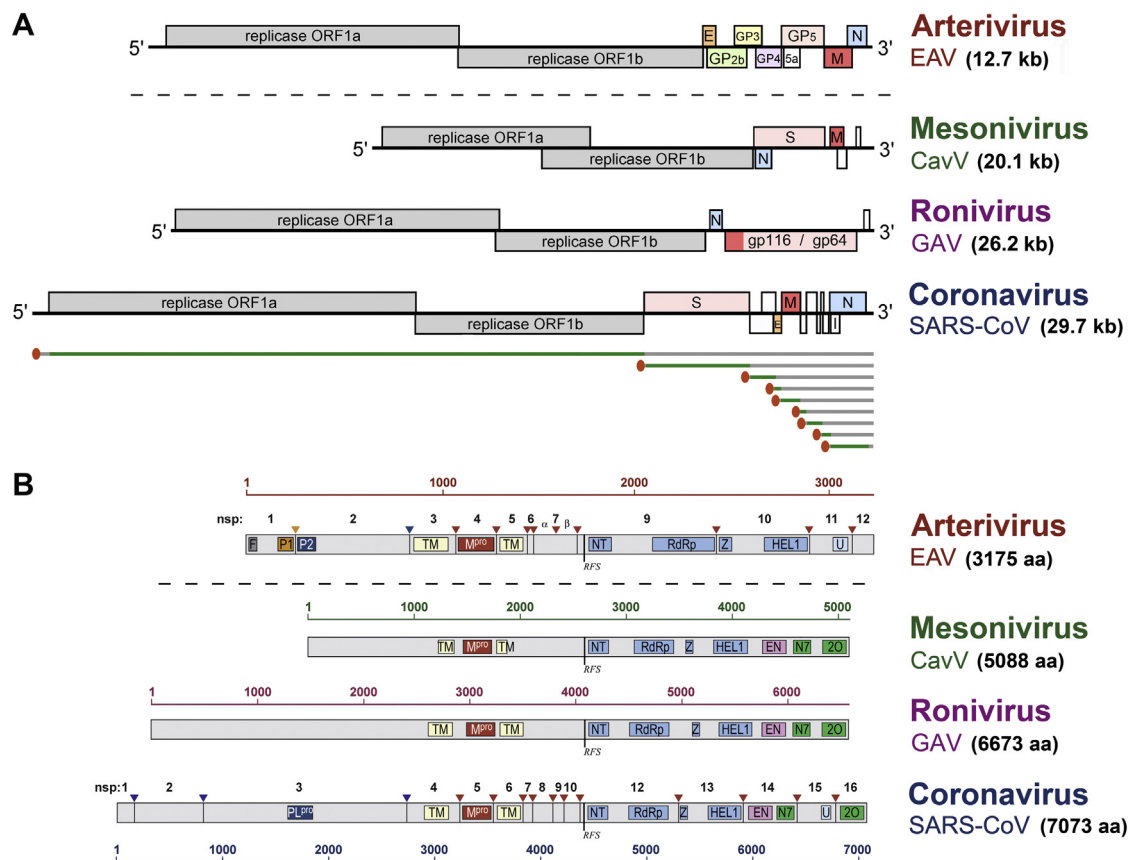 A
replicase ORF1a
E
GP3
GP5
N
Arterivirus
5'
3'
replicase ORF1b
GP2b
GP4
5a
M
EAV (12.7 kb)
replicase ORF1a
S
M
Mesonivirus
5'
3'
replicase ORF1b
N
CavV (20.1 kb)
replicase ORF1a
N
Ronivirus
5'
3'
replicase ORF1b
gp116 / gp64
GAV (26.2 kb)
replicase ORF1a
S
M
N
Coronavirus
5'
3'
replicase ORF1b
E
I
SARS-CoV (29.7 kb)
B
1 1000 2000 3000
nsp: 1 2 3 4 5 6 α 7 β 9 10 11 12
Arterivirus
F P1 P2 TM Mpro TM NT RdRp Z HEL1 U
EAV (3175 aa)
RFS
1 1000 2000 3000 4000 5000
Mesonivirus
TM Mpro TM NT RdRp Z HEL1 EN N7 2O
CavV (5088 aa)
RFS
1 1000 2000 3000 4000 5000 6000
Ronivirus
TM Mpro TM NT RdRp Z HEL1 EN N7 2O
GAV (6673 aa)
RFS
nsp: 1 2 3 4 5 6 7 8 9 10 12 13 14 15 16
Coronavirus
PLpro TM Mpro TM NT RdRp Z HEL1 EN N7 U 2O
SARS-CoV (7073 aa)
RFS
1 1000 2000 3000 4000 5000 6000 7000